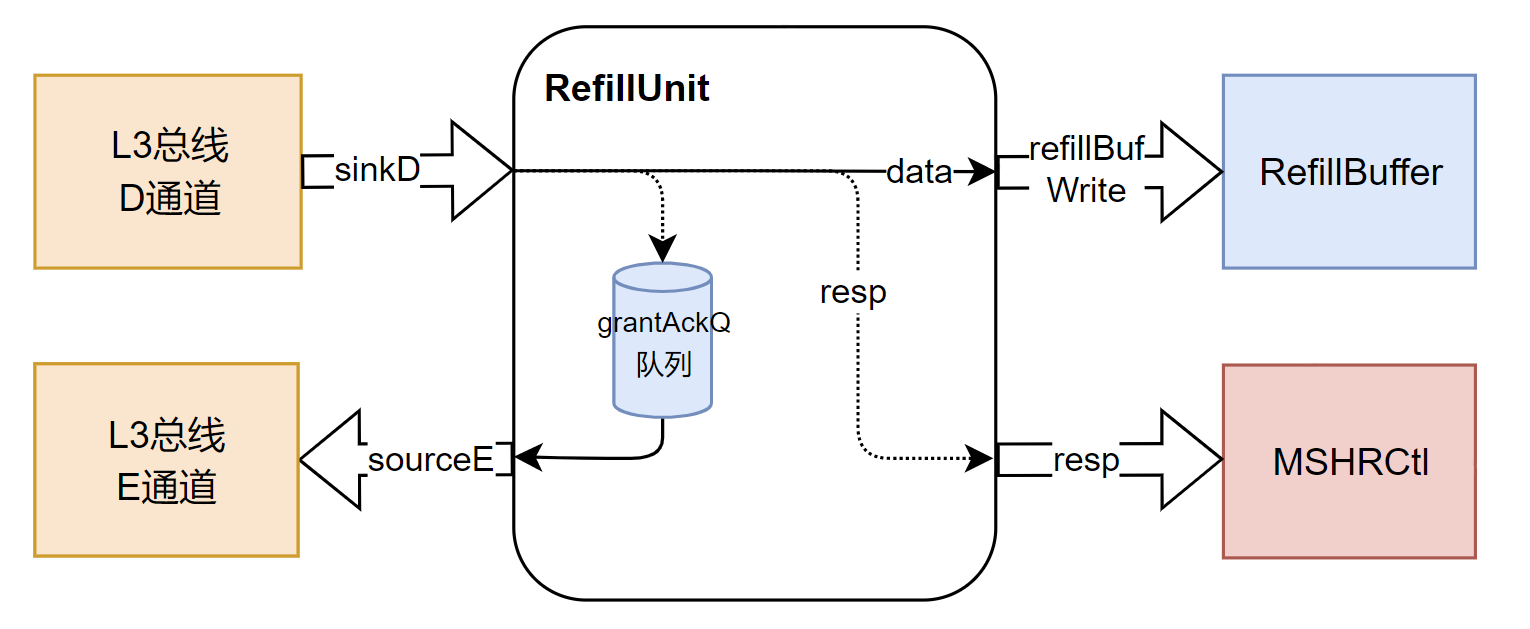 RefillUnit
L3总线
D通道
sinkD
data
refillBuf
Write
RefillBuffer
resp
grantAckQ
队列
L3总线
E通道
sourceE
resp
MSHRCtl